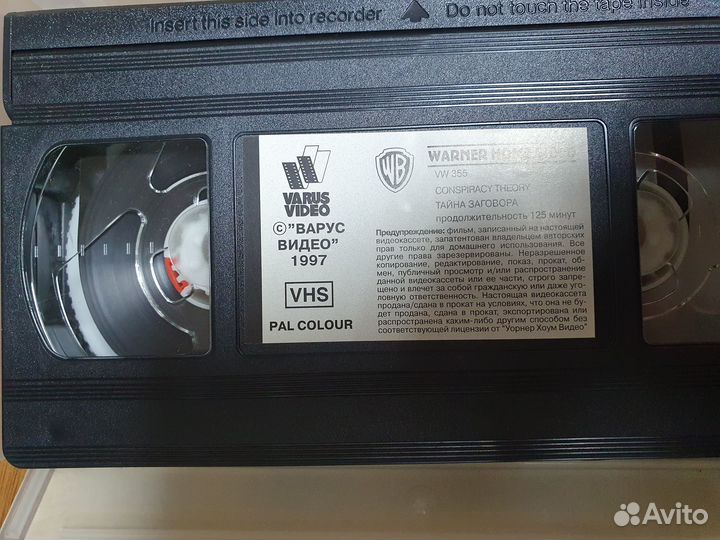 Insert this side into recorder Do not touch the tape inside
VARUS
VIDEO
©"ВАРУС
ВИДЕО"
1997
VHS
PAL COLOUR
WB
WARNER HOME VIDEO
VW 355
CONSPIRACY THEORY
ТАЙНА ЗАГОВОРА
продолжительность 125 минут
Предупреждение: фильм, записанный на настоящей
видеокассете, запатентован владельцем авторских
прав только для домашнего использования. Все
другие права зарезервированы. Неразрешенное
копирование, редактирование, показ, прокат, об-
мен, публичный просмотр и/или распространение
данной видеокассеты или ее части, строго запре-
щено и влечет за собой гражданскую или даже уго-
ловную ответственность. Настоящая видеокассета
продана/сдана в прокат на условиях, что она не бу-
дет продана, сдана в прокат, экспортирована или
распространена каким-либо другим способом без
соответствующей лицензии от "Уорнер Хоум Видео"
Avito